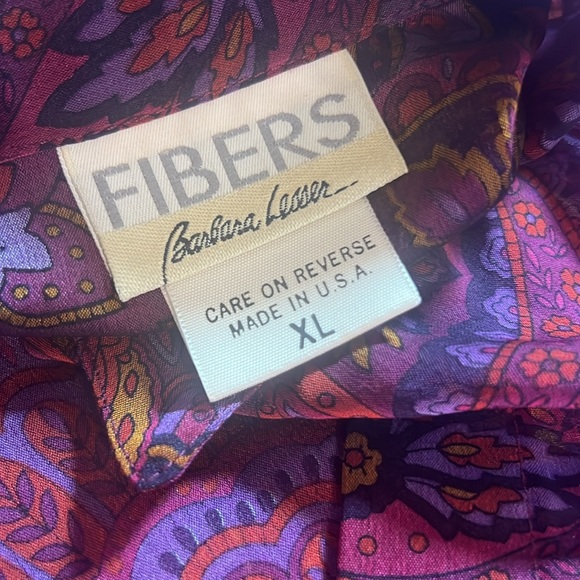 FIBERS
Barbara Lesser
CARE ON REVERSE
MADE IN U.S.A.
XL